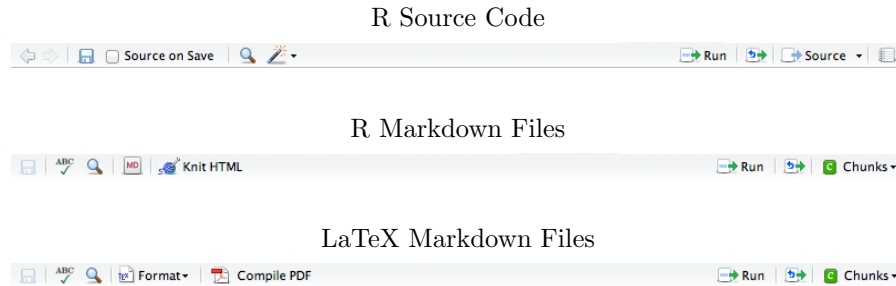 R Source Code
Source on Save Run Source
R Markdown Files
ABC MD Knit HTML Run C Chunks
LaTeX Markdown Files
ABC TEX Format Compile PDF Run C Chunks